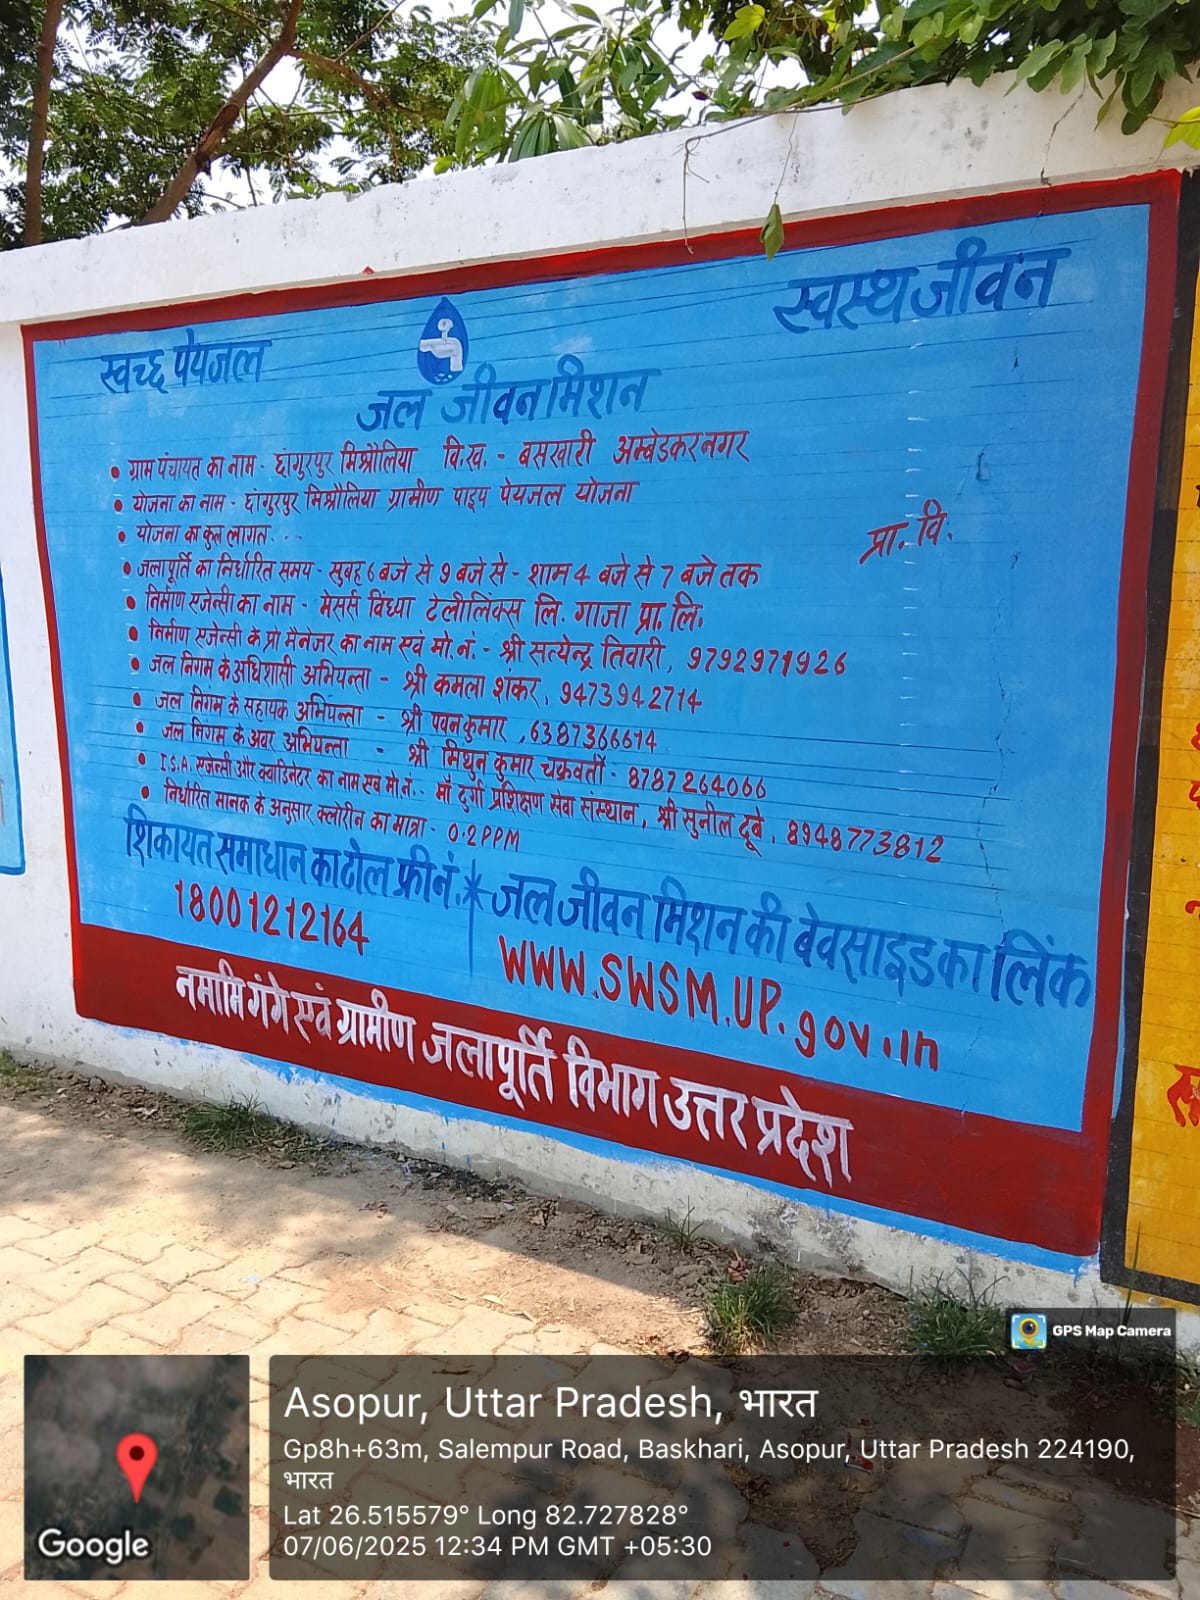 स्वच्छ पेयजल
स्वस्थ जीवन
जल जीवन मिशन
• ग्राम पंचायत का नाम - छांगुरपुर मिश्रौलिया वि.ख. - बसखारी अम्बेडकरनगर
• योजना का नाम - छांगुरपुर मिश्रौलिया ग्रामीण पाइप पेयजल योजना
• योजना का कुल लागत. - -
प्रा. वि.
• जलापूर्ति का निर्धारित समय - सुबह 6 बजे से 9 बजे से - शाम 4 बजे से 7 बजे तक
• निर्माण एजेन्सी का नाम - मेसर्स विंध्या टेलीलिंक्स लि. गाजा प्रा. लि.
• निर्माण एजेन्सी के प्रो मैनेजर का नाम एवं मो. नं. - श्री सत्येन्द्र तिवारी, 9792971926
• जल निगम के अधिशासी अभियन्ता - श्री कमला शंकर, 9473942714
• जल निगम के सहायक अभियन्ता - श्री पवन कुमार, 6387366614
• जल निगम के अवर अभियन्ता - श्री मिथुन कुमार चक्रवर्ती - 8787264066
• I.S.A. एजेन्सी और क्वाडिनेटर का नाम एवं मो. नं. - माँ दुर्गा प्रशिक्षण सेवा संस्थान, श्री सुनील दूबे, 8948773812
• निर्धारित मानक के अनुसार क्लोरीन का मात्रा - 0.2 PPM
शिकायत समाधान का टोल फ्री नं.
18001212164
* जल जीवन मिशन की वेवसाइड का लिंक
WWW.SWSM.UP.gov.in
नमामि गंगे एवं ग्रामीण जलापूर्ति विभाग उत्तर प्रदेश
GPS Map Camera
Google
Asopur, Uttar Pradesh, भारत
Gp8h+63m, Salempur Road, Baskhari, Asopur, Uttar Pradesh 224190,
भारत
Lat 26.515579° Long 82.727828°
07/06/2025 12:34 PM GMT +05:30